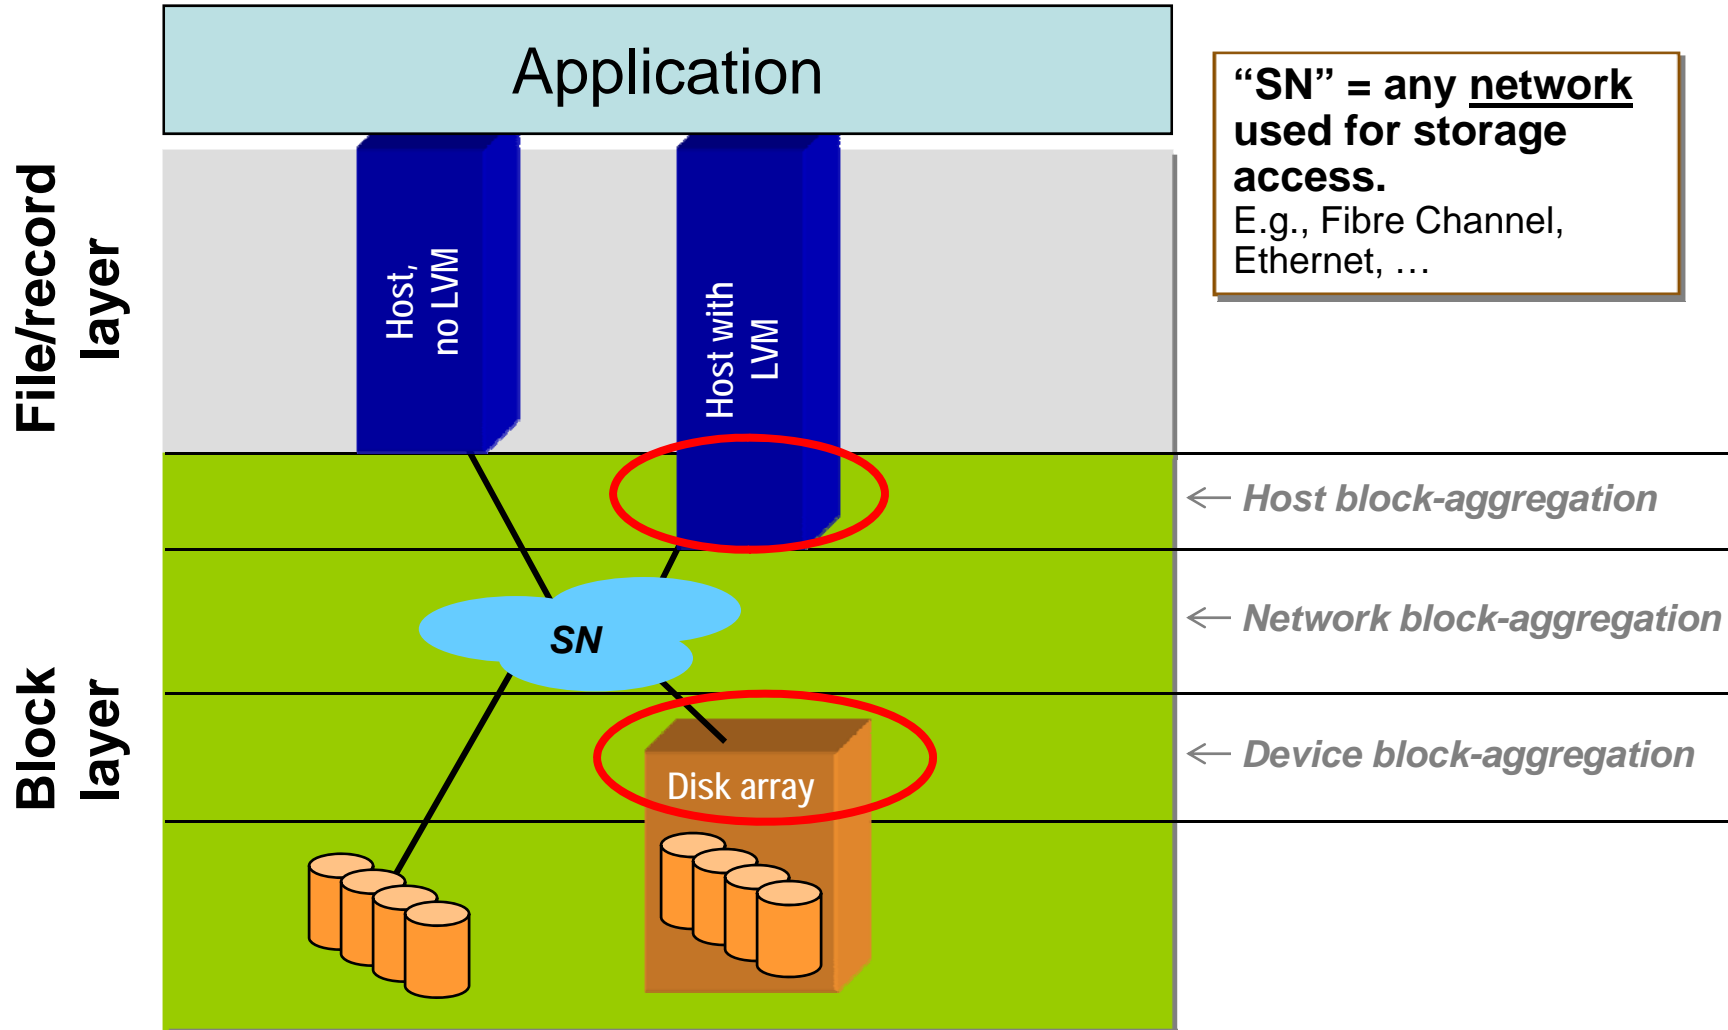 Application
“SN” = any network
used for storage
access.
E.g., Fibre Channel,
Ethernet, …
File/record
layer
Host,
no LVM
Host with
LVM
Host block-aggregation
Network block-aggregation
SN
Block
layer
Device block-aggregation
Disk array